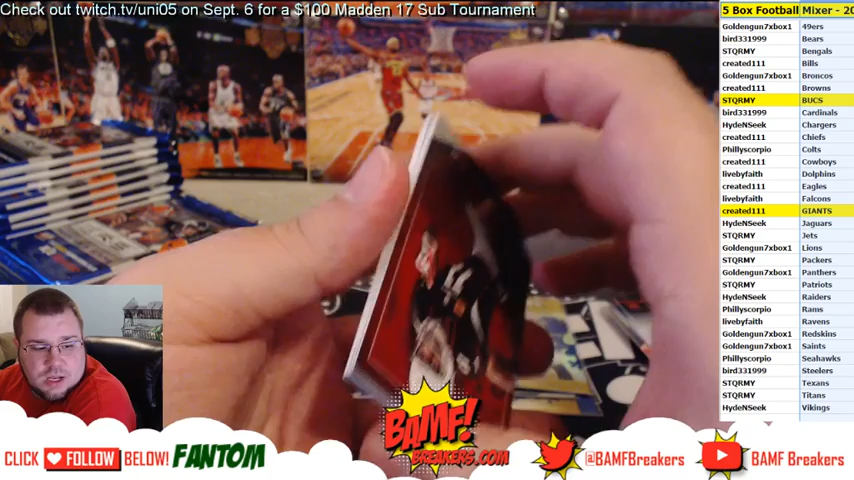 Check out twitch.tv/uni05 on Sept. 6 for a $100 Madden 17 Sub Tournament
5 Box Football Mixer - 20
Goldengun7xbox1 49ers
bird331999 Bears
STQRMY Bengals
created111 Bills
Goldengun7xbox1 Broncos
created111 Browns
STQRMY BUCS
bird331999 Cardinals
HydeNSeek Chargers
created111 Chiefs
Phillyscorpio Colts
created111 Cowboys
livebyfaith Dolphins
created111 Eagles
livebyfaith Falcons
created111 GIANTS
HydeNSeek Jaguars
STQRMY Jets
Goldengun7xbox1 Lions
STQRMY Packers
Goldengun7xbox1 Panthers
STQRMY Patriots
HydeNSeek Raiders
Phillyscorpio Rams
livebyfaith Ravens
Goldengun7xbox1 Redskins
Goldengun7xbox1 Saints
Phillyscorpio Seahawks
bird331999 Steelers
STQRMY Texans
STQRMY Titans
HydeNSeek Vikings
BAMF!
BREAKERS.COM
CLICK FOLLOW BELOW! FANTOM
@BAMFBreakers
BAMF Breakers